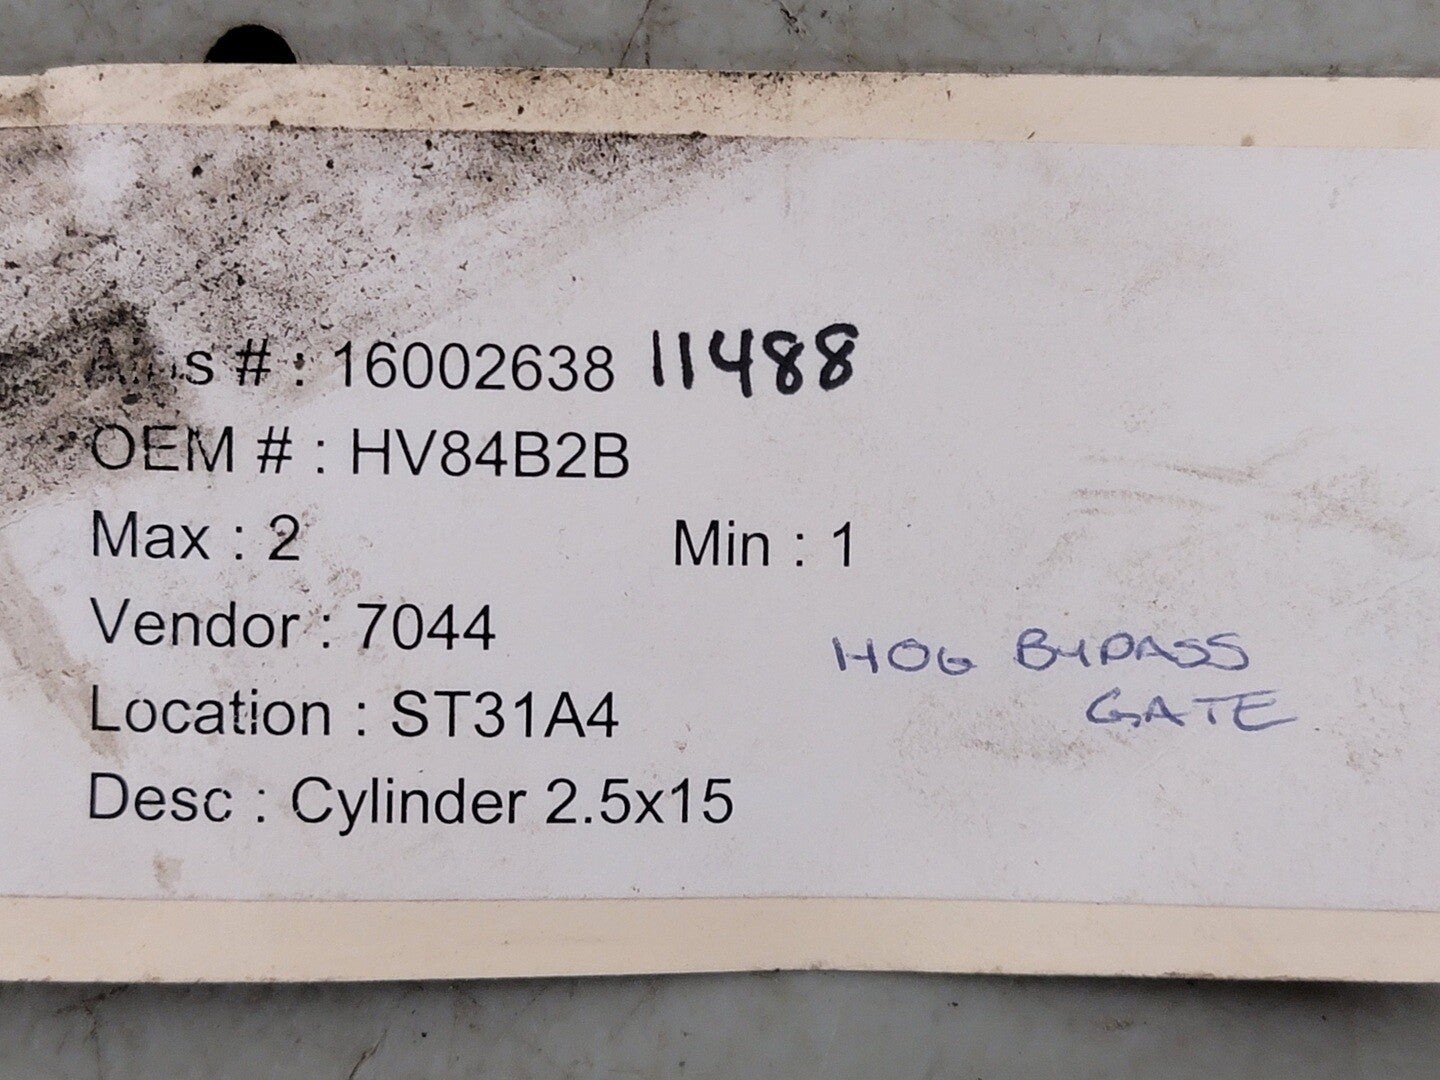 # : 16002638 11488
OEM # : HV84B2B
Max : 2 Min : 1
Vendor : 7044
Location : ST31A4
Desc : Cylinder 2.5x15
HOG BYPASS
GATE